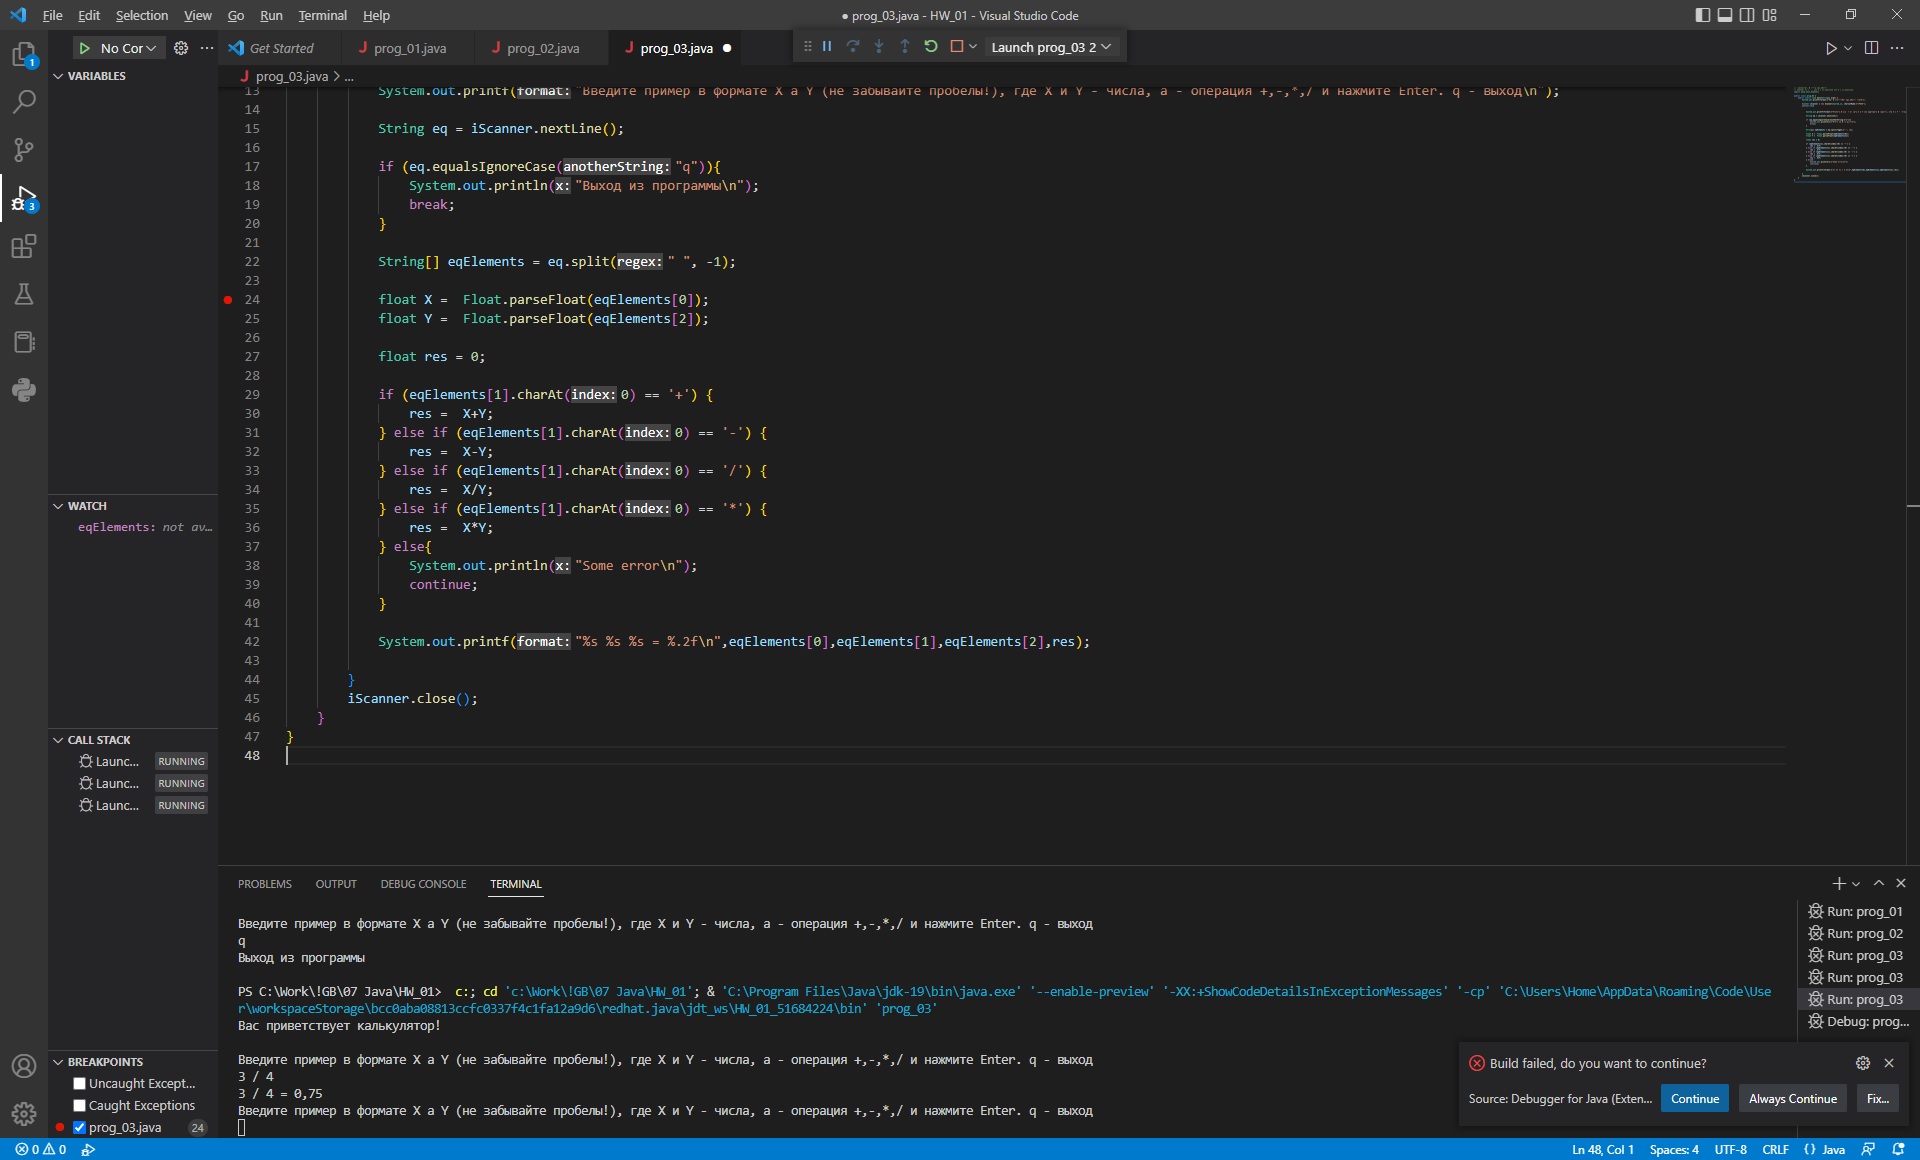 File Edit Selection View Go Run Terminal Help
● prog_03.java - HW_01 - Visual Studio Code
No Cor
Get Started
J prog_01.java
J prog_02.java
J prog_03.java ●
Launch prog_03 2
VARIABLES
J prog_03.java > ...
13 System.out.printf(format: "Введите пример в формате X a Y (не забывайте пробелы!), где X и Y - числа, а - операция +,-,*,/ и нажмите Enter. q - выход\n");
14
15 String eq = iScanner.nextLine();
16
17 if (eq.equalsIgnoreCase(anotherString: "q")){
18 System.out.println(x: "Выход из программы\n");
19 break;
20 }
21
22 String[] eqElements = eq.split(regex: " ", -1);
23
24 float X =  Float.parseFloat(eqElements[0]);
25 float Y =  Float.parseFloat(eqElements[2]);
26
27 float res = 0;
28
29 if (eqElements[1].charAt(index: 0) == '+') {
30 res =  X+Y;
31 } else if (eqElements[1].charAt(index: 0) == '-') {
32 res =  X-Y;
33 } else if (eqElements[1].charAt(index: 0) == '/') {
34 res =  X/Y;
35 } else if (eqElements[1].charAt(index: 0) == '*') {
36 res =  X*Y;
37 } else{
38 System.out.println(x: "Some error\n");
39 continue;
40 }
41
42 System.out.printf(format: "%s %s %s = %.2f\n",eqElements[0],eqElements[1],eqElements[2],res);
43
44 }
45 iScanner.close();
46 }
47 }
48
WATCH
eqElements: not av...
CALL STACK
Launc... RUNNING
Launc... RUNNING
Launc... RUNNING
BREAKPOINTS
Uncaught Except...
Caught Exceptions
prog_03.java 24
1
3
PROBLEMS OUTPUT DEBUG CONSOLE TERMINAL
Введите пример в формате X a Y (не забывайте пробелы!), где X и Y - числа, а - операция +,-,*,/ и нажмите Enter. q - выход
q
Выход из программы
PS C:\Work\!GB\07 Java\HW_01>  c:; cd 'c:\Work\!GB\07 Java\HW_01'; & 'C:\Program Files\Java\jdk-19\bin\java.exe' '--enable-preview' '-XX:+ShowCodeDetailsInExceptionMessages' '-cp' 'C:\Users\Home\AppData\Roaming\Code\Use
r\workspaceStorage\bcc0aba08813ccfc0337f4c1fa12a9d6\redhat.java\jdt_ws\HW_01_51684224\bin' 'prog_03'
Вас приветствует калькулятор!
Введите пример в формате X a Y (не забывайте пробелы!), где X и Y - числа, а - операция +,-,*,/ и нажмите Enter. q - выход
3 / 4
3 / 4 = 0,75
Введите пример в формате X a Y (не забывайте пробелы!), где X и Y - числа, а - операция +,-,*,/ и нажмите Enter. q - выход
Run: prog_01
Run: prog_02
Run: prog_03
Run: prog_03
Run: prog_03
Debug: prog...
Build failed, do you want to continue?
Source: Debugger for Java (Exten... Continue Always Continue Fix...
0 0
Ln 48, Col 1 Spaces: 4 UTF-8 CRLF {} Java